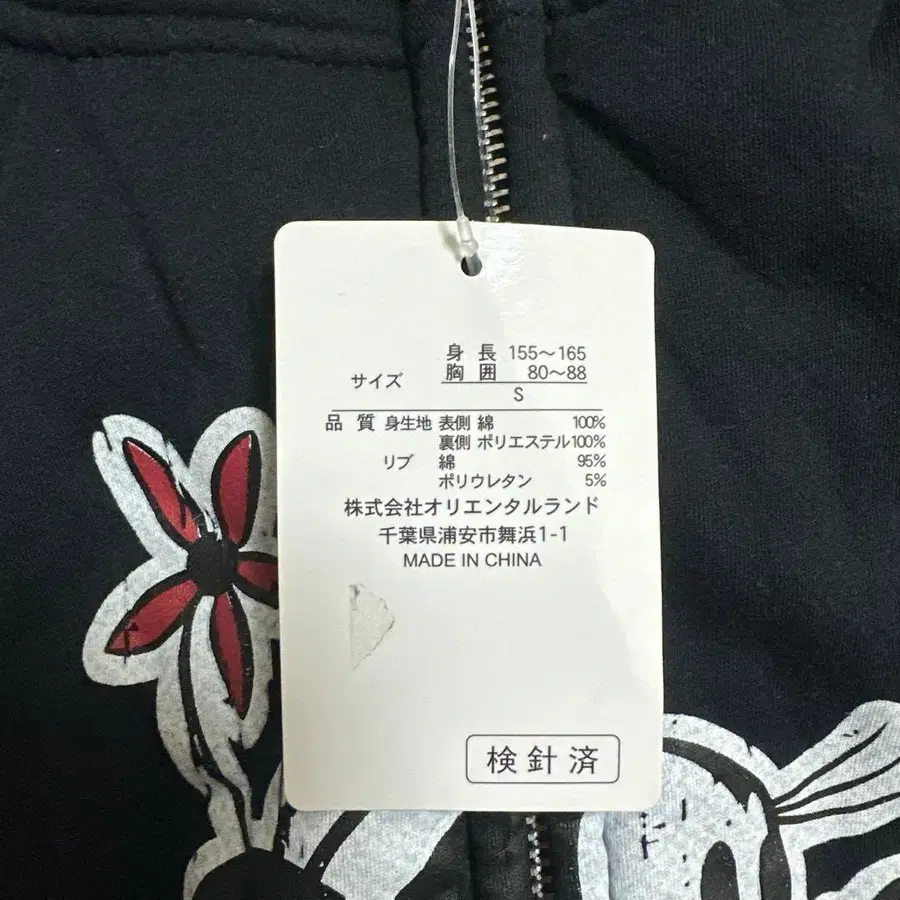 身長 155～165
サイズ 胸囲 80～88
S
品質 身生地 表側 綿 100%
裏側 ポリエステル100%
リブ 綿 95%
ポリウレタン 5%
株式会社オリエンタルランド
千葉県浦安市舞浜1-1
MADE IN CHINA
検針済